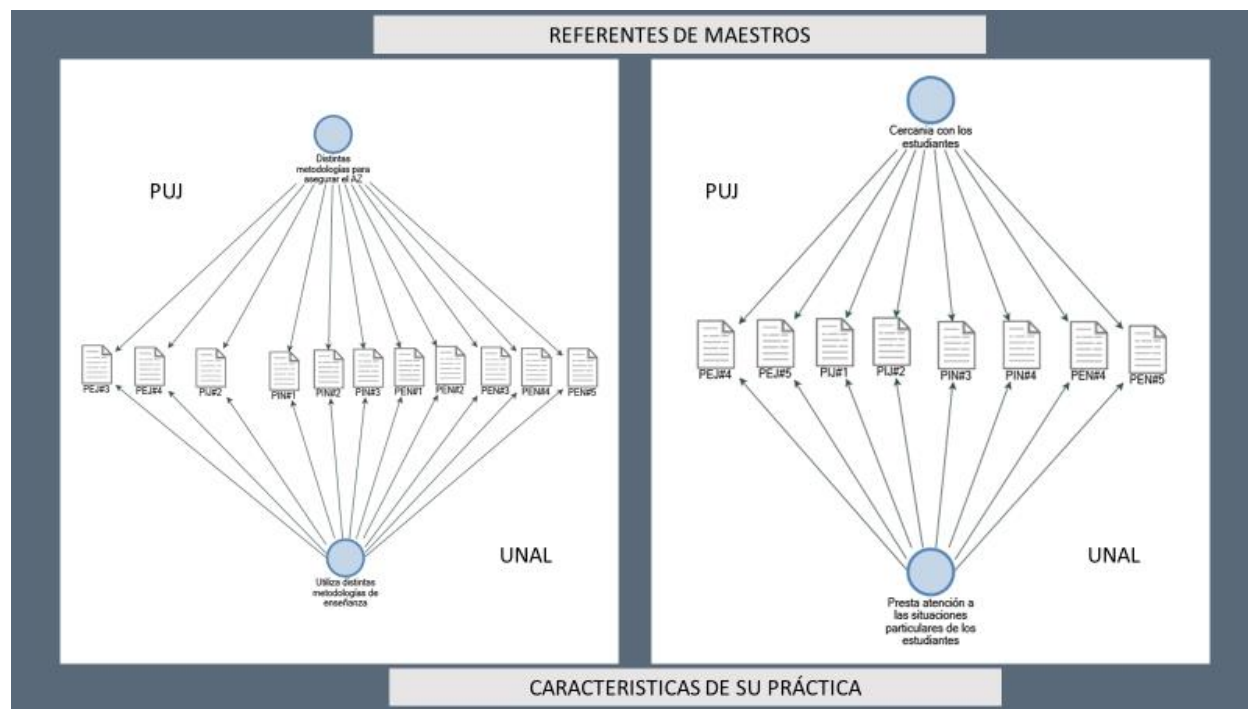 REFERENTES DE MAESTROS
Distintas
metodologías para
asegurar el AZ
PUJ
PEJ#3
PEJ#4
PIJ#2
PIN#1
PIN#2
PIN#3
PEN#1
PEN#2
PEN#3
PEN#4
PEN#5
UNAL
Utiliza distintas
metodologías de
enseñanza
Cercania con los
estudiantes
PUJ
PEJ#4
PEJ#5
PIJ#1
PIJ#2
PIN#3
PIN#4
PEN#4
PEN#5
UNAL
Presta atención a
las situaciones
particulares de los
estudiantes
CARACTERISTICAS DE SU PRÁCTICA